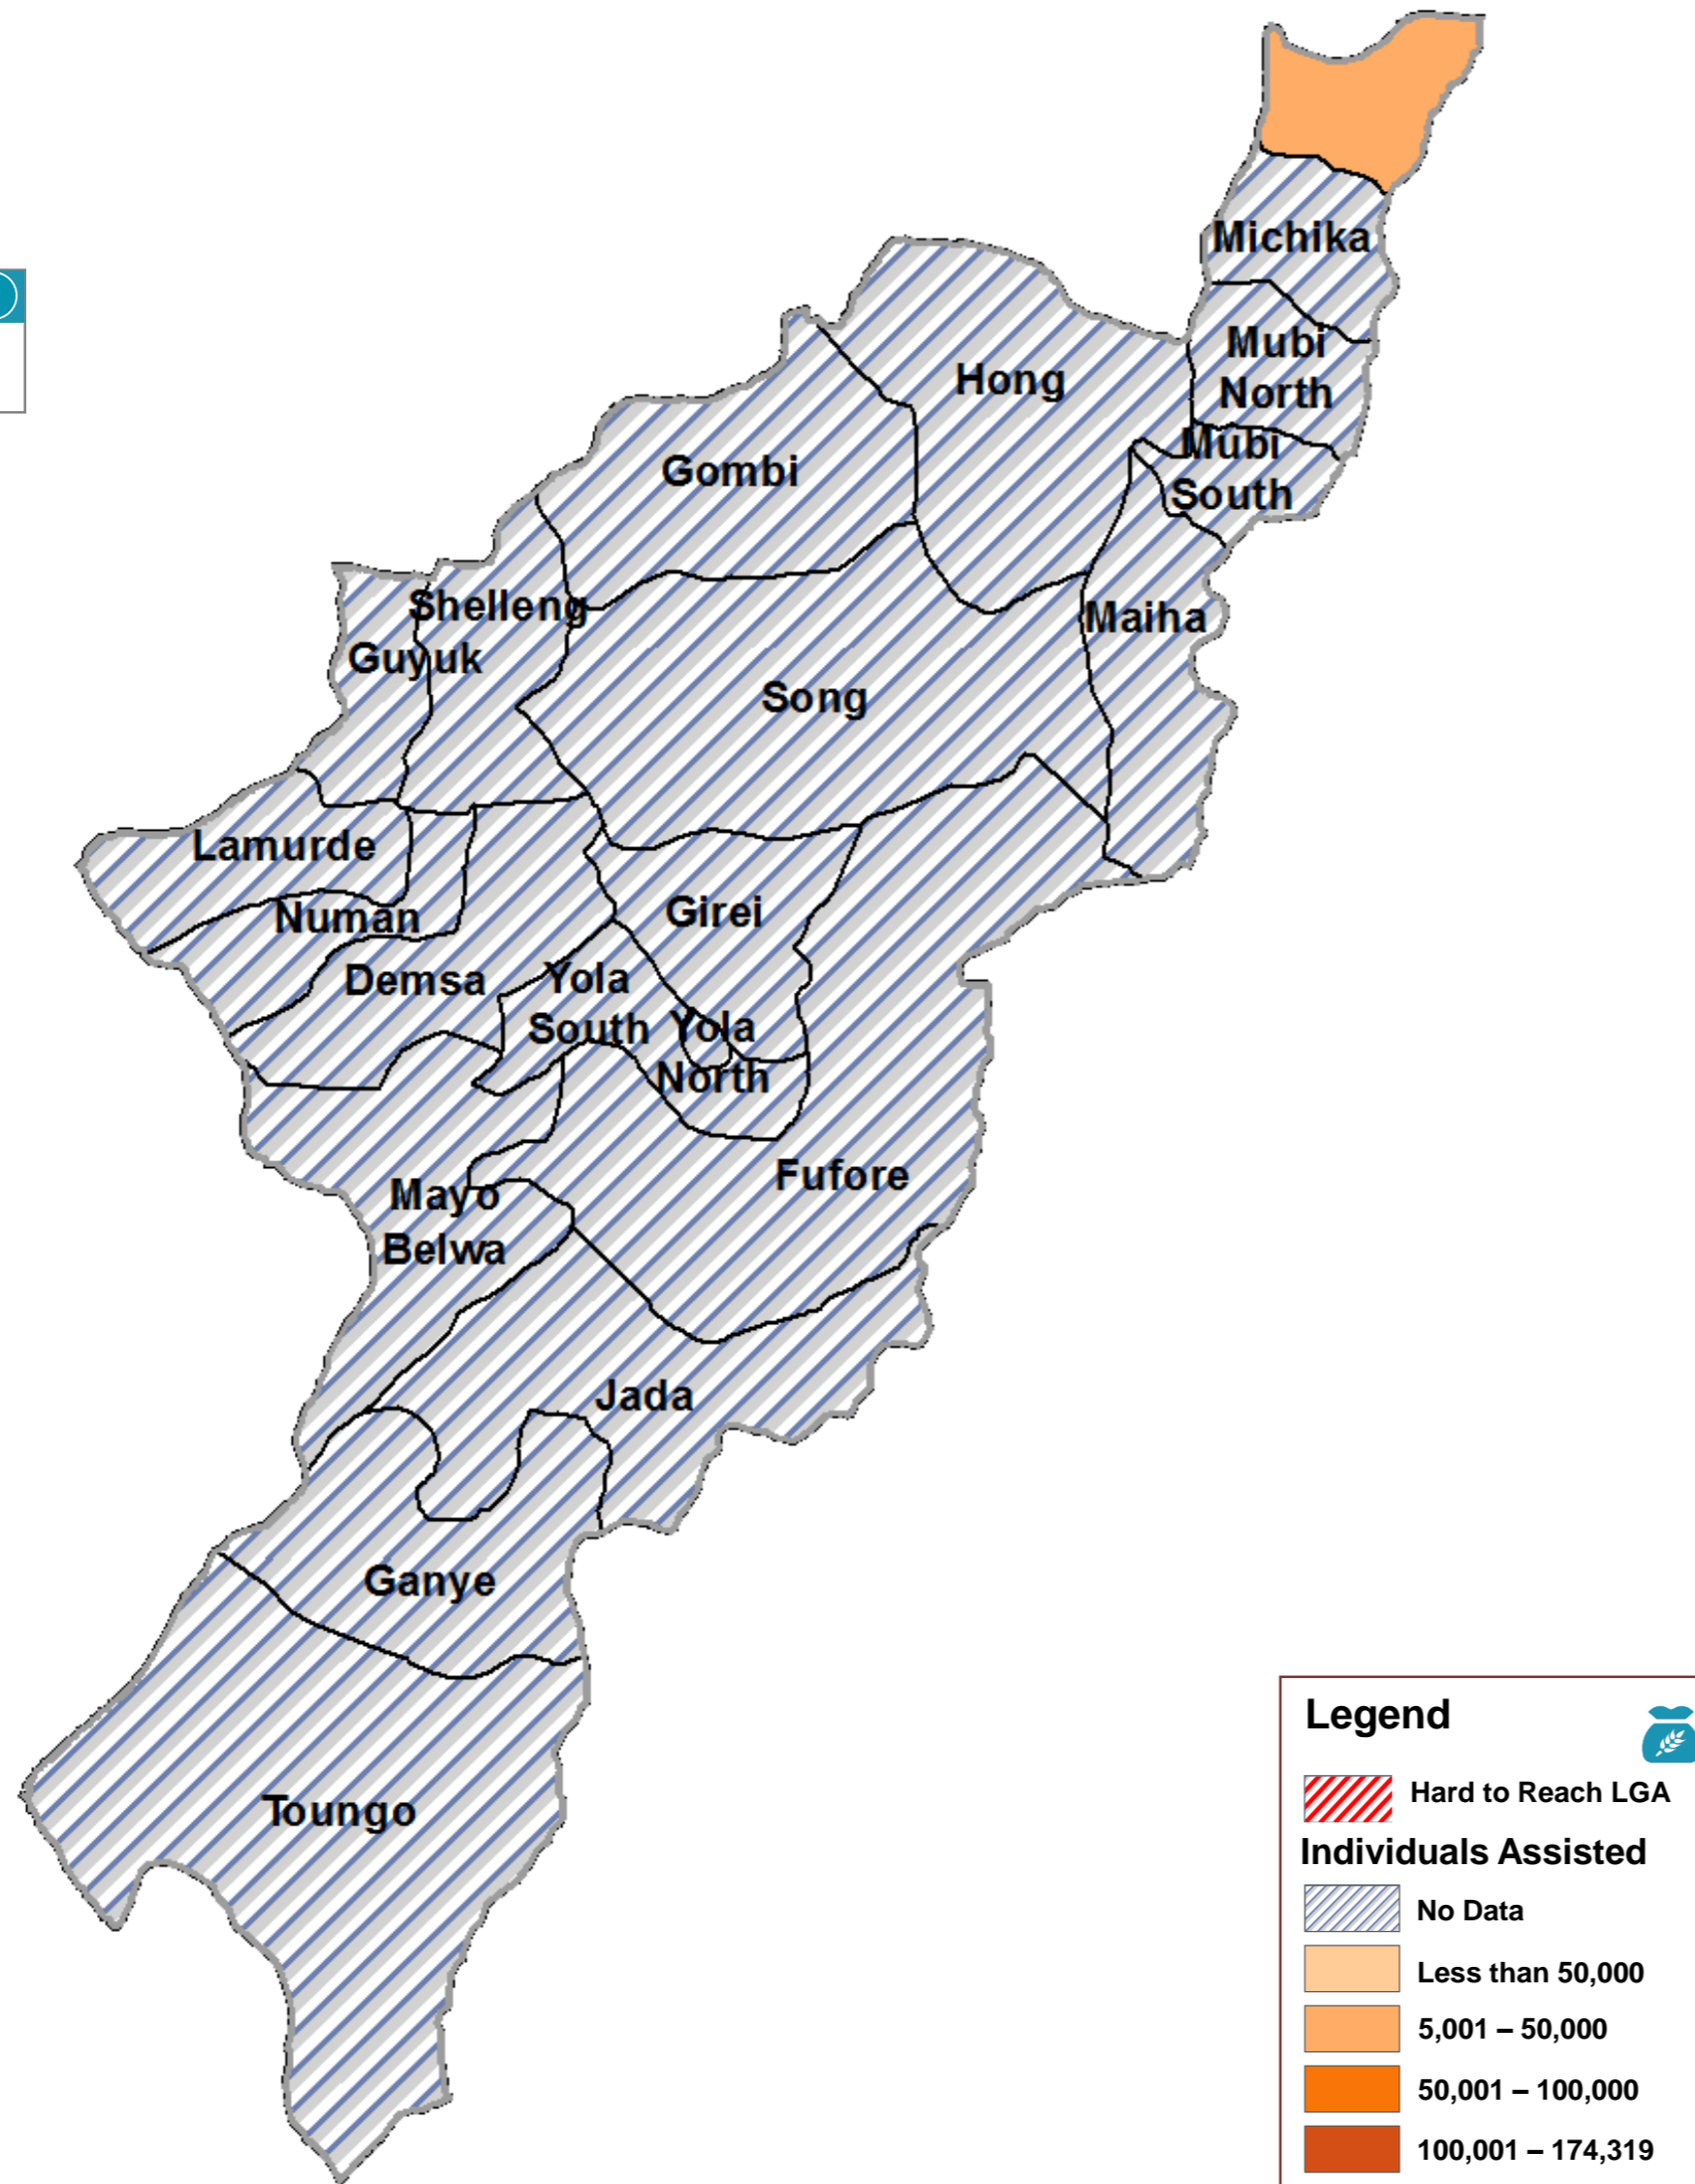 Michika
Mubi
North
Hong
Mubi
South
Gombi
Shelleng
Maiha
Guyuk
Song
Lamurde
Numan
Girei
Demsa
Yola
South
Yola
North
Fufore
Mayo
Belwa
Jada
Ganye
Toungo
Legend
Hard to Reach LGA
Individuals Assisted
No Data
Less than 50,000
5,001 – 50,000
50,001 – 100,000
100,001 – 174,319